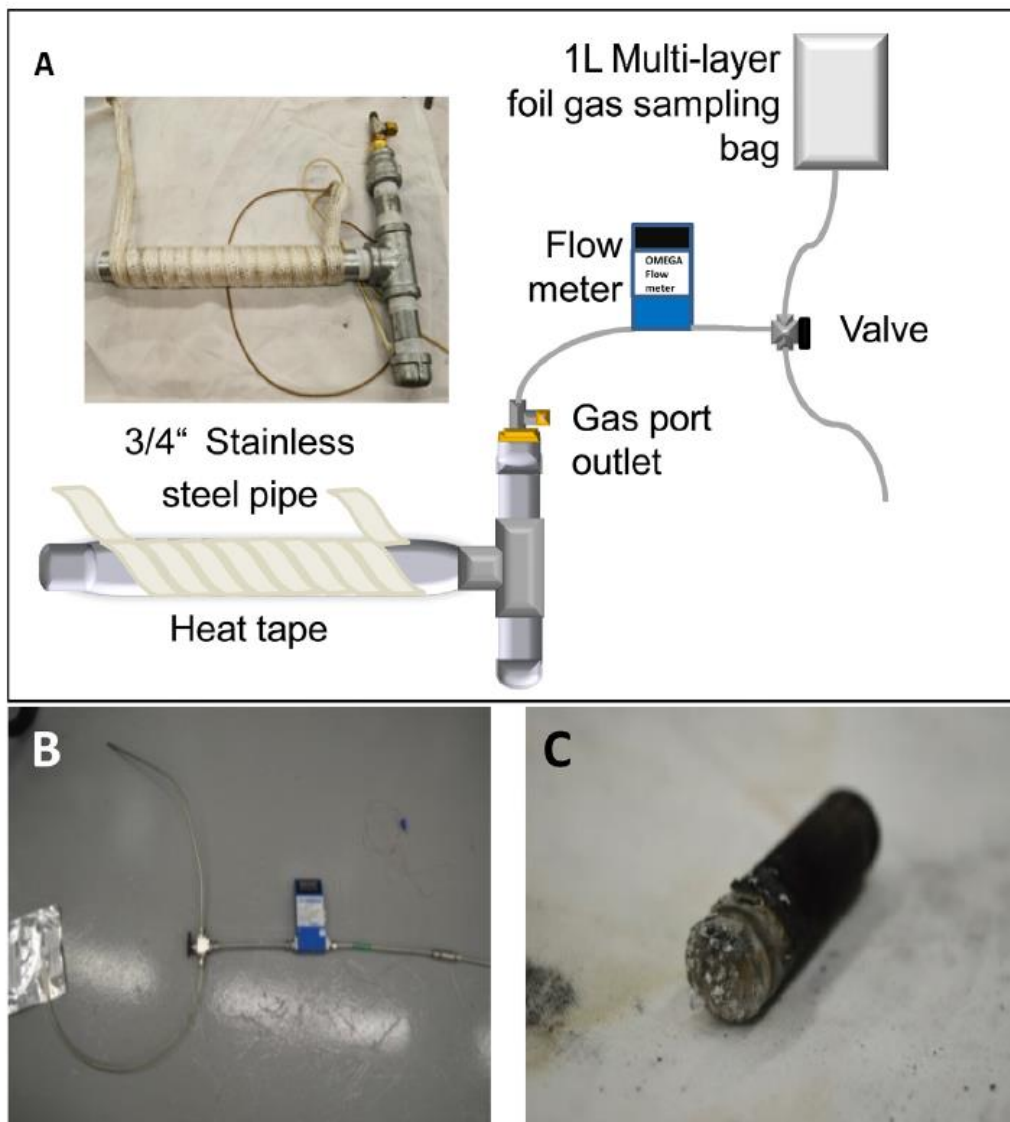 A
1L Multi-layer
foil gas sampling
bag
Flow
meter
OMEGA
Flow
meter
Valve
Gas port
outlet
3/4“ Stainless
steel pipe
Heat tape
B
C